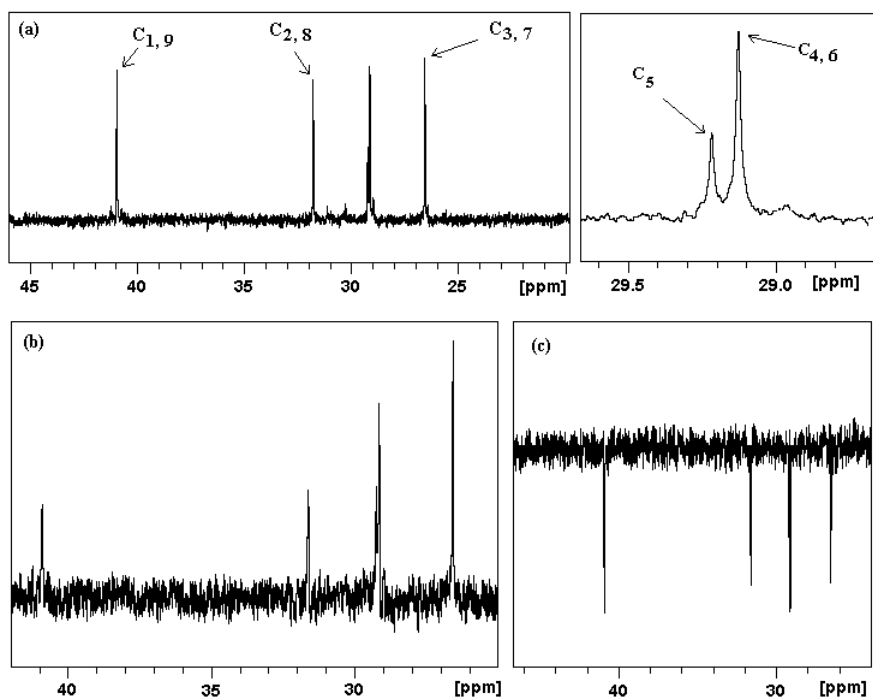 (a)
C1, 9
C2, 8
C3, 7
45 40 35 30 25 [ppm]
C5
C4, 6
29.5 29.0 [ppm]
(b)
40 35 30 [ppm]
(c)
40 30 [ppm]